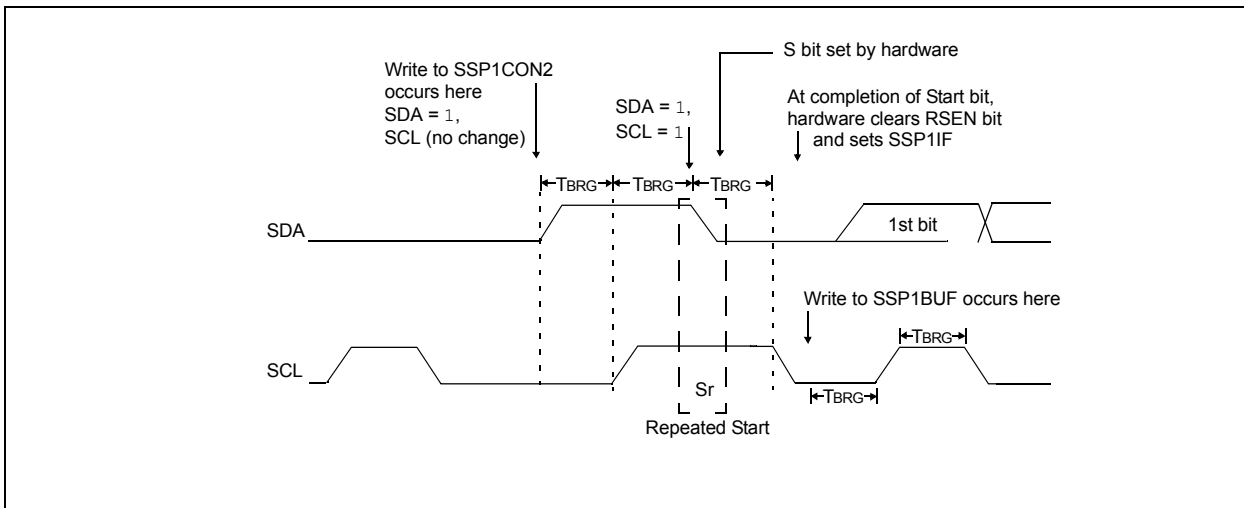 S bit set by hardware
Write to SSP1CON2
occurs here
SDA = 1,
SCL (no change)
SDA = 1,
SCL = 1
At completion of Start bit,
hardware clears RSEN bit
and sets SSP1IF
TBRG TBRG TBRG
SDA
1st bit
Write to SSP1BUF occurs here
TBRG
SCL
Sr
TBRG
Repeated Start